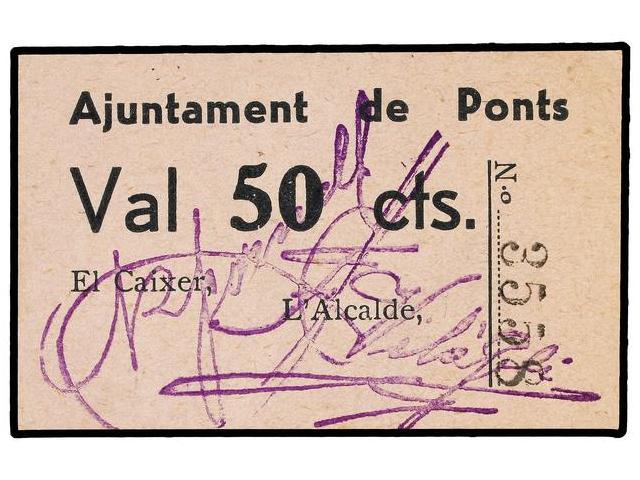 Ajuntament de Ponts
Val 50 cts.
El Caixer,
L'Alcalde,
N.o 3558